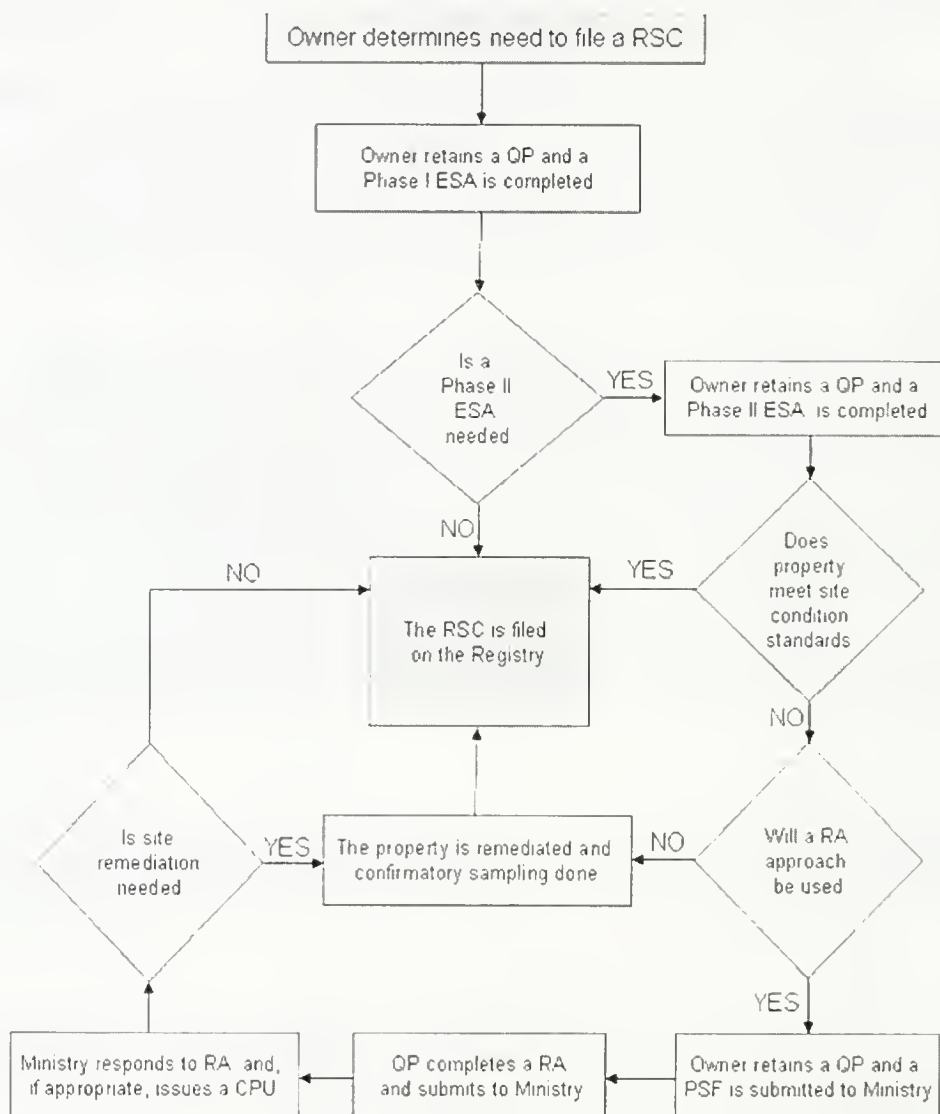 Owner determines need to file a RSC
Owner retains a QP and a
Phase I ESA is completed
Is a
Phase II
ESA
needed
YES
Owner retains a QP and a
Phase II ESA is completed
NO
Does
property
meet site
condition
standards
YES
NO
The RSC is filed
on the Registry
NO
Is site
remediation
needed
YES
The property is remediated and
confirmatory sampling done
NO
Will a RA
approach
be used
YES
Ministry responds to RA and,
if appropriate, issues a CPU
QP completes a RA
and submits to Ministry
Owner retains a QP and a
PSF is submitted to Ministry